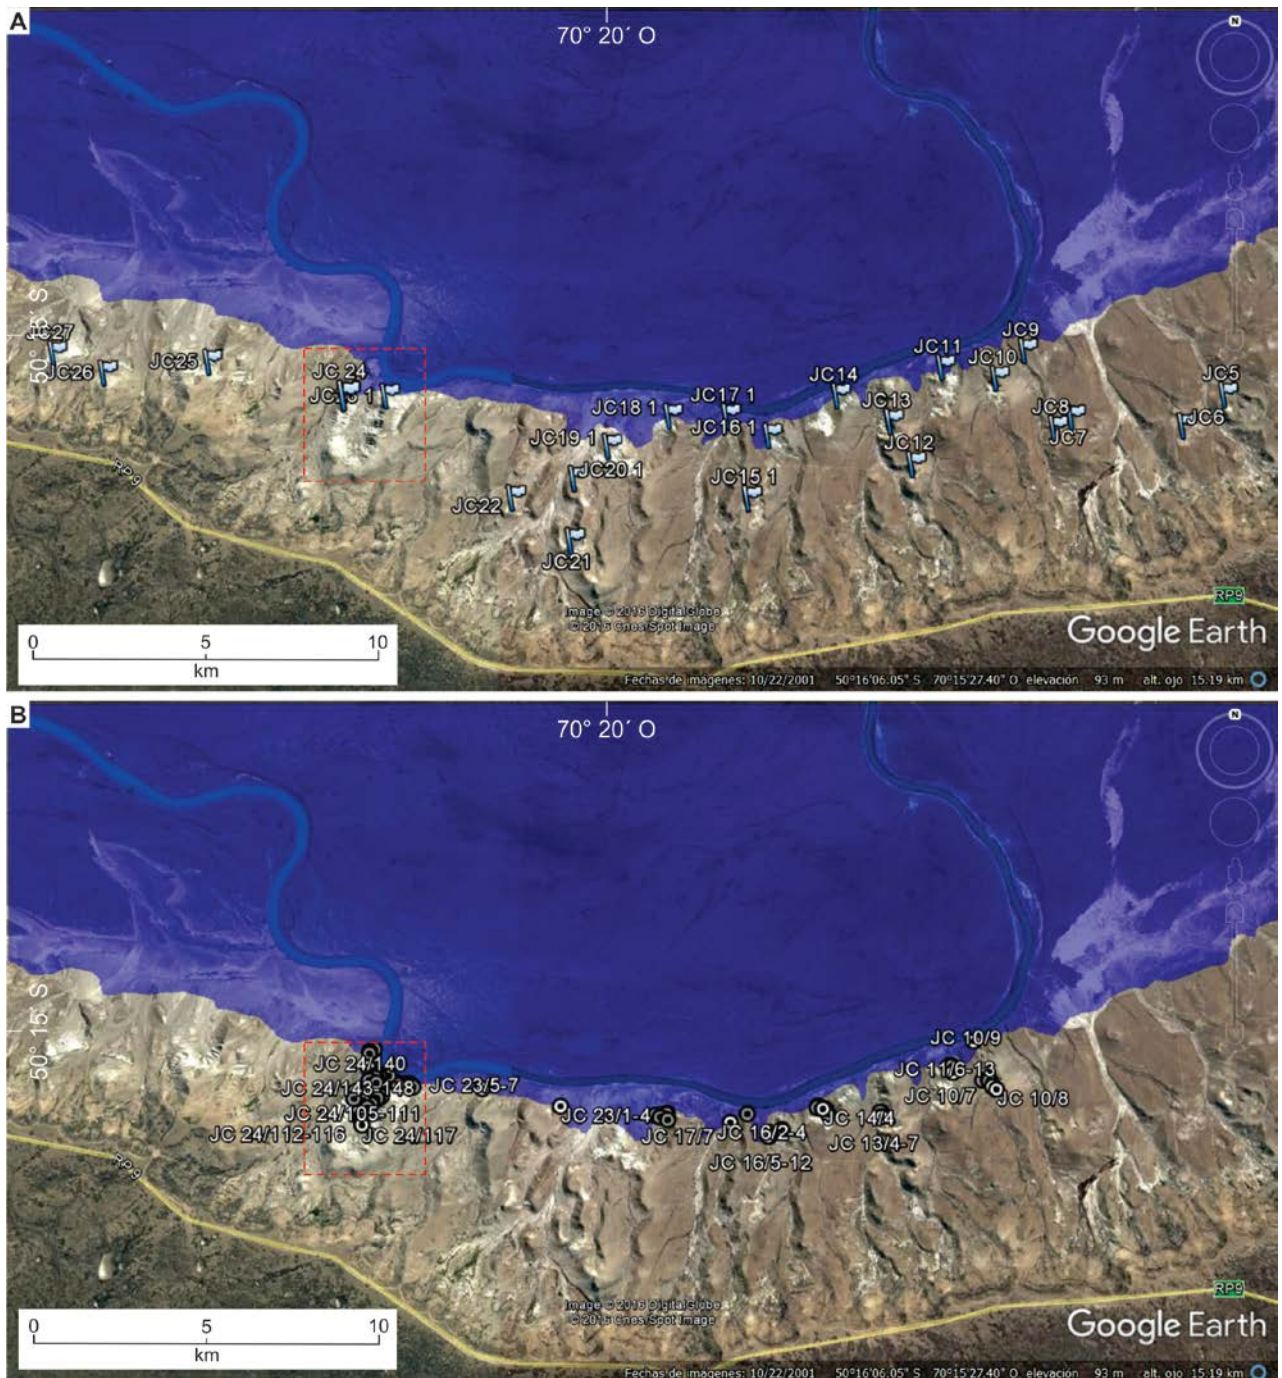 A
70° 20´ O
N
50° 15´ S
JC27
JC26
JC25
JC 24
JC22
JC19 1
JC20 1
JC21
JC18 1
JC17 1
JC16 1
JC15 1
JC14
JC13
JC12
JC11
JC10
JC9
JC8
JC7
JC6
JC5
RP9
RP9
0 5 10
km
Image © 2016 DigitalGlobe
© 2016 Cnes/Spot Image
Google Earth
Fechas de imágenes: 10/22/2001 50°16'06.05" S 70°15'27.40" O elevación 93 m alt. ojo 15.19 km
B
70° 20´ O
N
50° 15´ S
JC 24/140
JC 24/143-148
JC 24/105-111
JC 24/112-116
JC 24/117
JC 23/5-7
JC 23/1-4
JC 17/7
JC 16/2-4
JC 16/5-12
JC 14/4
JC 13/4-7
JC 11/6-13
JC 10/9
JC 10/7
JC 10/8
RP9
RP9
0 5 10
km
Image © 2016 DigitalGlobe
© 2016 Cnes/Spot Image
Google Earth
Fechas de imágenes: 10/22/2001 50°16'06.05" S 70°15'27.40" O elevación 93 m alt. ojo 15.19 km